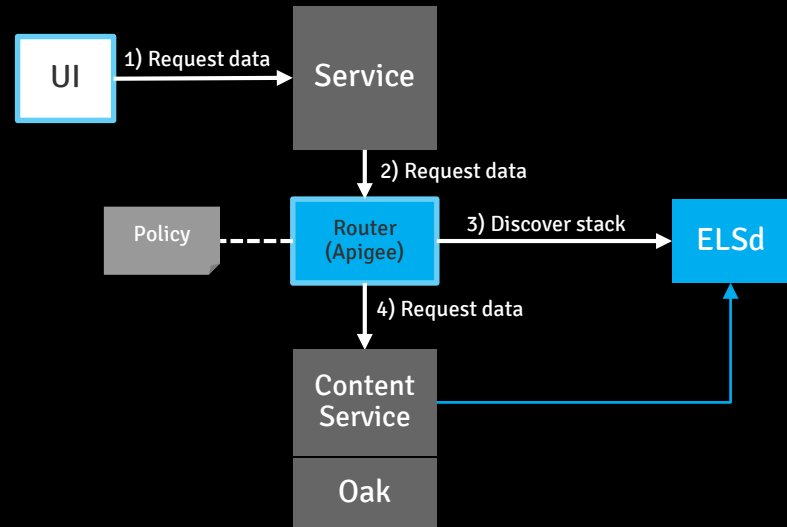 UI
1) Request data
Service
2) Request data
Policy
Router
(Apigee)
3) Discover stack
ELSd
4) Request data
Content
Service
Oak